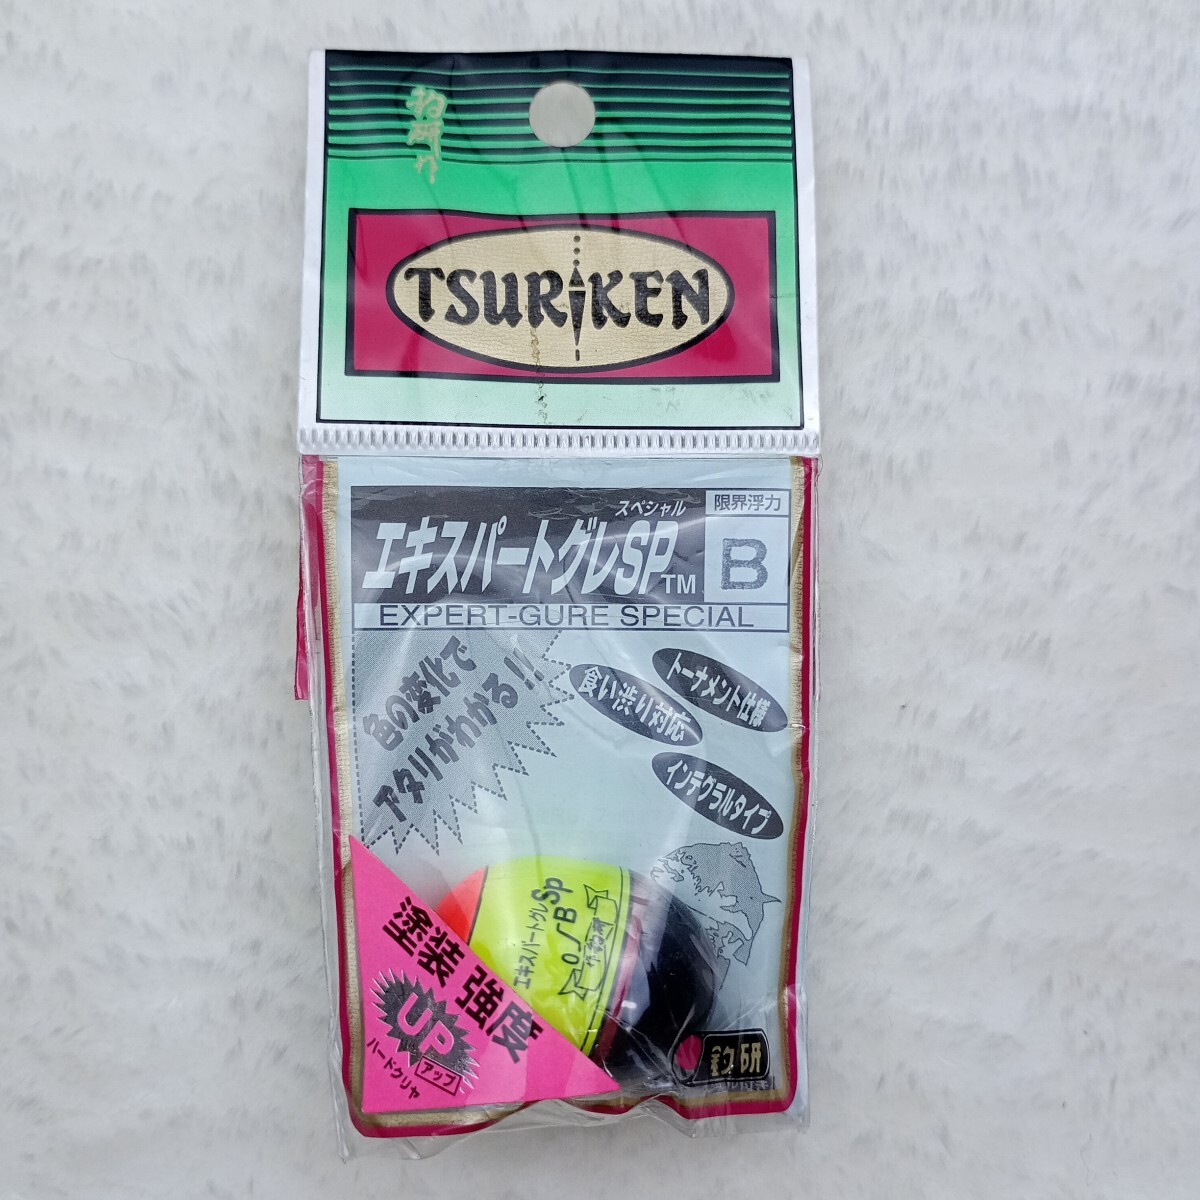 釣研
TSURIKEN
スペシャル
エキスパートグレSP TM
限界浮力
B
EXPERT-GURE SPECIAL
色の変化で
アタリがわかる!!
トーナメント仕様
食い渋り対応
インテグラルタイプ
エキスパートグレSp
0/B
作 釣研
塗装 強度
UP
アップ
ハードクリヤ
釣研